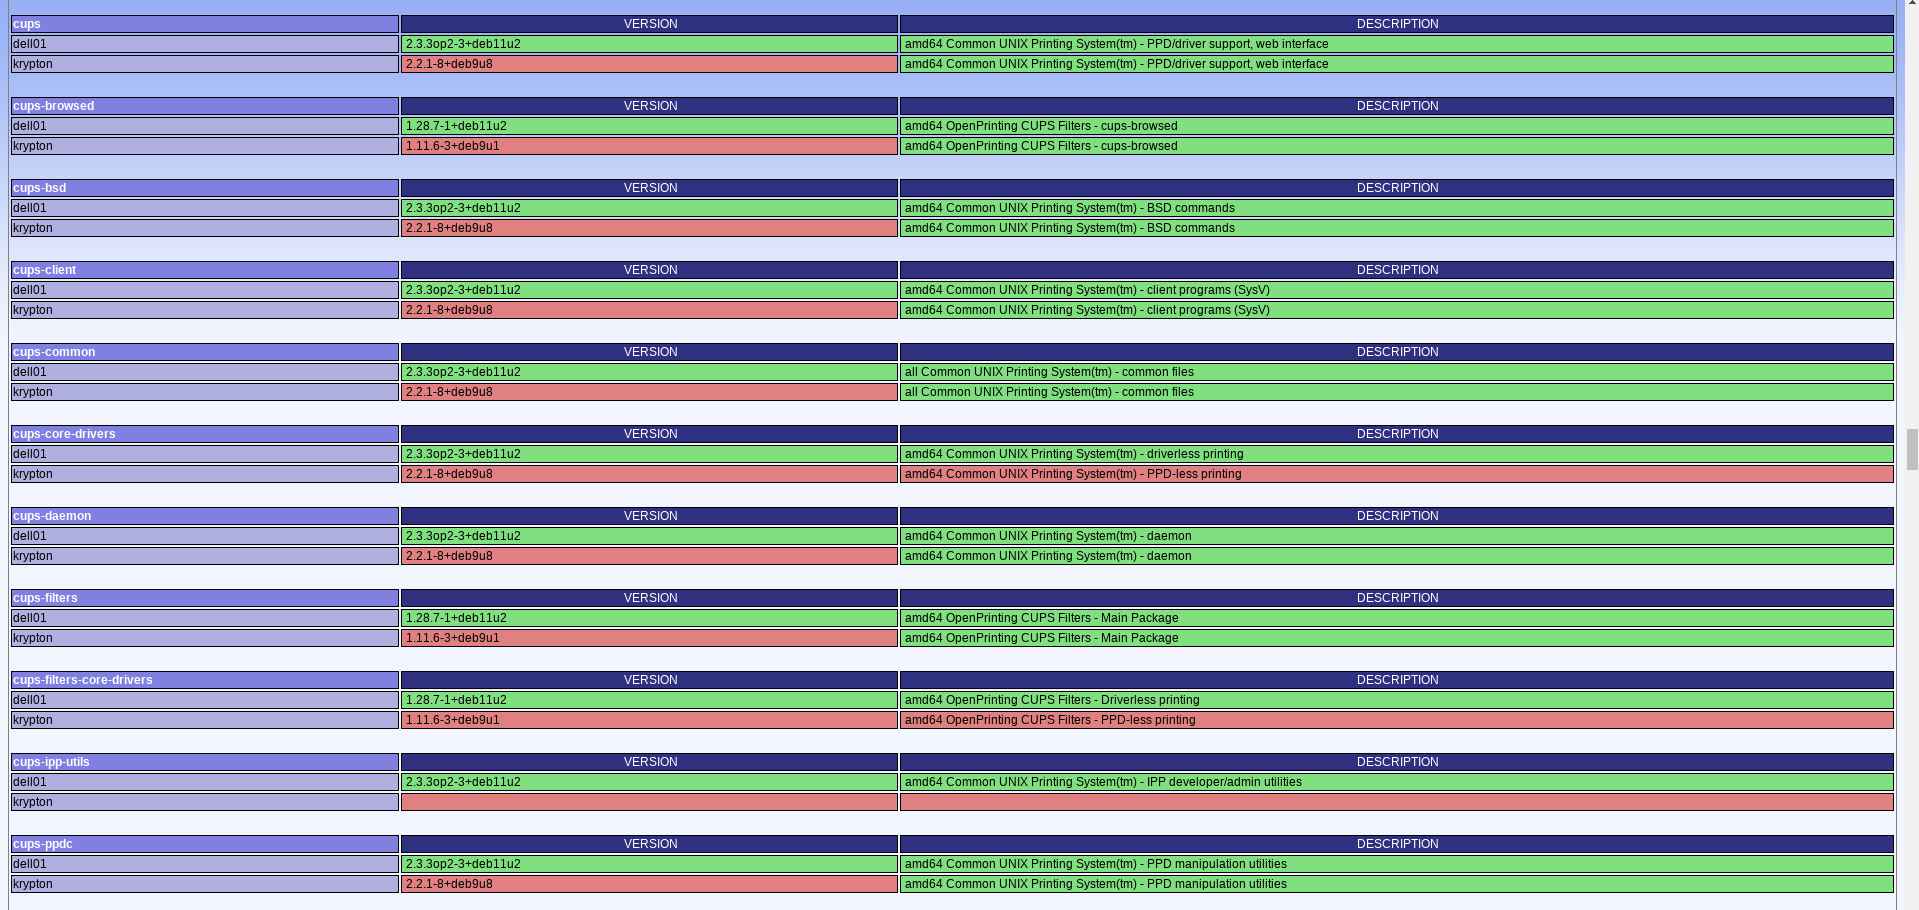 cups VERSION DESCRIPTION
dell01 2.3.3op2-3+deb11u2 amd64 Common UNIX Printing System(tm) - PPD/driver support, web interface
krypton 2.2.1-8+deb9u8 amd64 Common UNIX Printing System(tm) - PPD/driver support, web interface
cups-browsed VERSION DESCRIPTION
dell01 1.28.7-1+deb11u2 amd64 OpenPrinting CUPS Filters - cups-browsed
krypton 1.11.6-3+deb9u1 amd64 OpenPrinting CUPS Filters - cups-browsed
cups-bsd VERSION DESCRIPTION
dell01 2.3.3op2-3+deb11u2 amd64 Common UNIX Printing System(tm) - BSD commands
krypton 2.2.1-8+deb9u8 amd64 Common UNIX Printing System(tm) - BSD commands
cups-client VERSION DESCRIPTION
dell01 2.3.3op2-3+deb11u2 amd64 Common UNIX Printing System(tm) - client programs (SysV)
krypton 2.2.1-8+deb9u8 amd64 Common UNIX Printing System(tm) - client programs (SysV)
cups-common VERSION DESCRIPTION
dell01 2.3.3op2-3+deb11u2 all Common UNIX Printing System(tm) - common files
krypton 2.2.1-8+deb9u8 all Common UNIX Printing System(tm) - common files
cups-core-drivers VERSION DESCRIPTION
dell01 2.3.3op2-3+deb11u2 amd64 Common UNIX Printing System(tm) - driverless printing
krypton 2.2.1-8+deb9u8 amd64 Common UNIX Printing System(tm) - PPD-less printing
cups-daemon VERSION DESCRIPTION
dell01 2.3.3op2-3+deb11u2 amd64 Common UNIX Printing System(tm) - daemon
krypton 2.2.1-8+deb9u8 amd64 Common UNIX Printing System(tm) - daemon
cups-filters VERSION DESCRIPTION
dell01 1.28.7-1+deb11u2 amd64 OpenPrinting CUPS Filters - Main Package
krypton 1.11.6-3+deb9u1 amd64 OpenPrinting CUPS Filters - Main Package
cups-filters-core-drivers VERSION DESCRIPTION
dell01 1.28.7-1+deb11u2 amd64 OpenPrinting CUPS Filters - Driverless printing
krypton 1.11.6-3+deb9u1 amd64 OpenPrinting CUPS Filters - PPD-less printing
cups-ipp-utils VERSION DESCRIPTION
dell01 2.3.3op2-3+deb11u2 amd64 Common UNIX Printing System(tm) - IPP developer/admin utilities
krypton
cups-ppdc VERSION DESCRIPTION
dell01 2.3.3op2-3+deb11u2 amd64 Common UNIX Printing System(tm) - PPD manipulation utilities
krypton 2.2.1-8+deb9u8 amd64 Common UNIX Printing System(tm) - PPD manipulation utilities